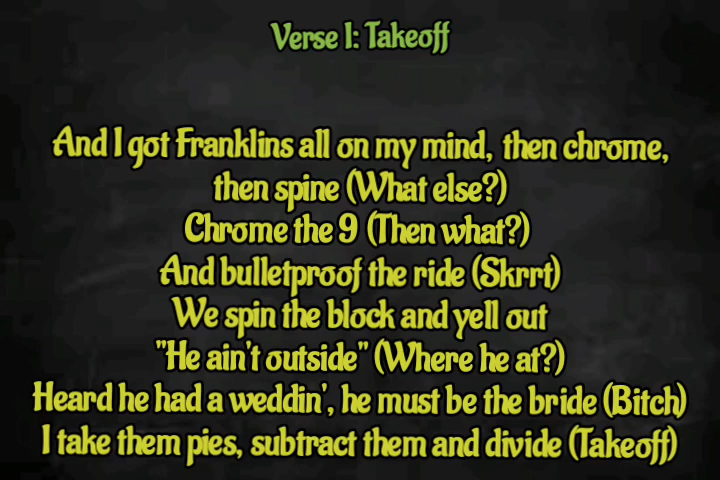 Verse 1: Takeoff
And I got Franklins all on my mind, then chrome,
then spine (What else?)
Chrome the 9 (Then what?)
And bulletproof the ride (Skrrt)
We spin the block and yell out
"He ain't outside" (Where he at?)
Heard he had a weddin', he must be the bride (Bitch)
I take them pies, subtract them and divide (Takeoff)